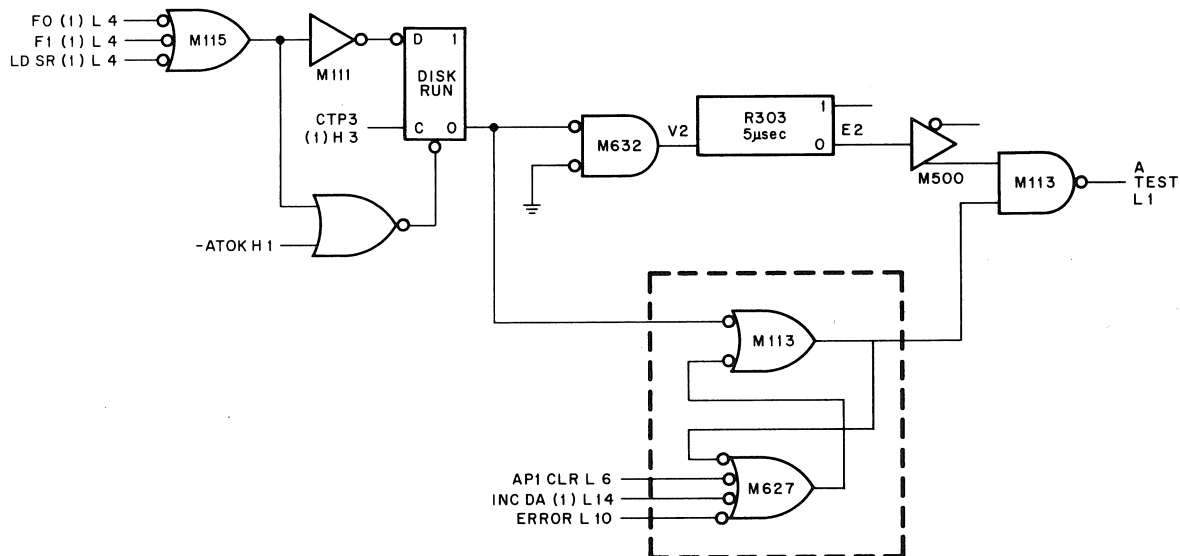 F0 (1) L 4
F1 (1) L 4
LD SR (1) L 4
M115
M111
D 1
DISK
RUN
C 0
CTP3
(1) H 3
-ATOK H 1
M632
V2
R303
5µsec
1
0
E2
M500
M113
A
TEST
L 1
M113
M627
AP1 CLR L 6
INC DA (1) L 14
ERROR L 10